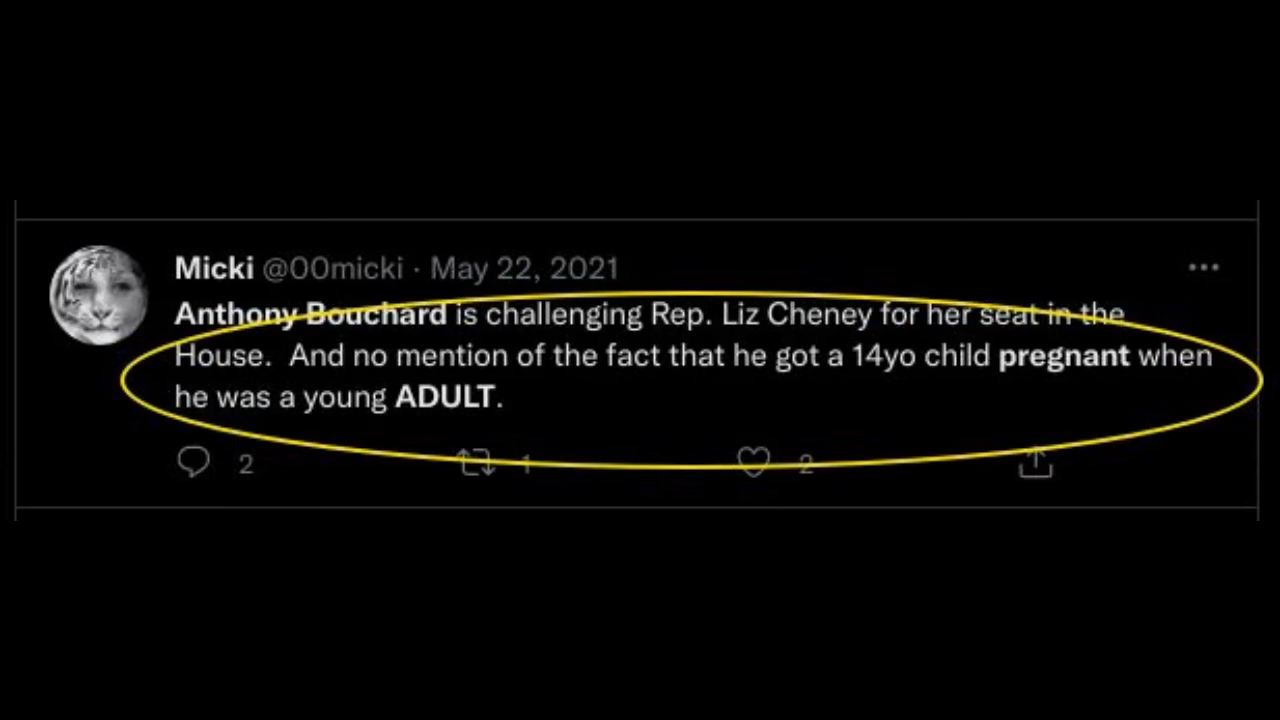 Micki @00micki · May 22, 2021
Anthony Bouchard is challenging Rep. Liz Cheney for her seat in the
House.  And no mention of the fact that he got a 14yo child pregnant when
he was a young ADULT.
2 1 2